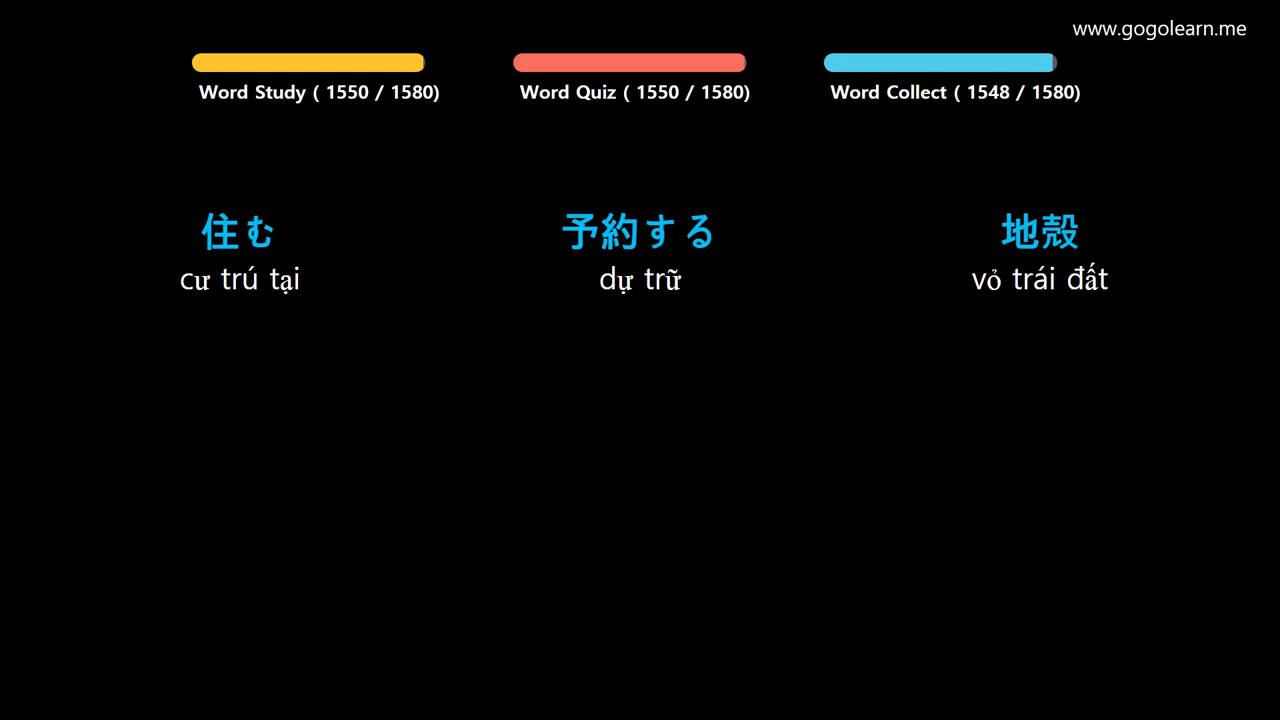 www.gogolearn.me
Word Study ( 1550 / 1580)
Word Quiz ( 1550 / 1580)
Word Collect ( 1548 / 1580)
住む
cư trú tại
予約する
dự trữ
地殻
vỏ trái đất